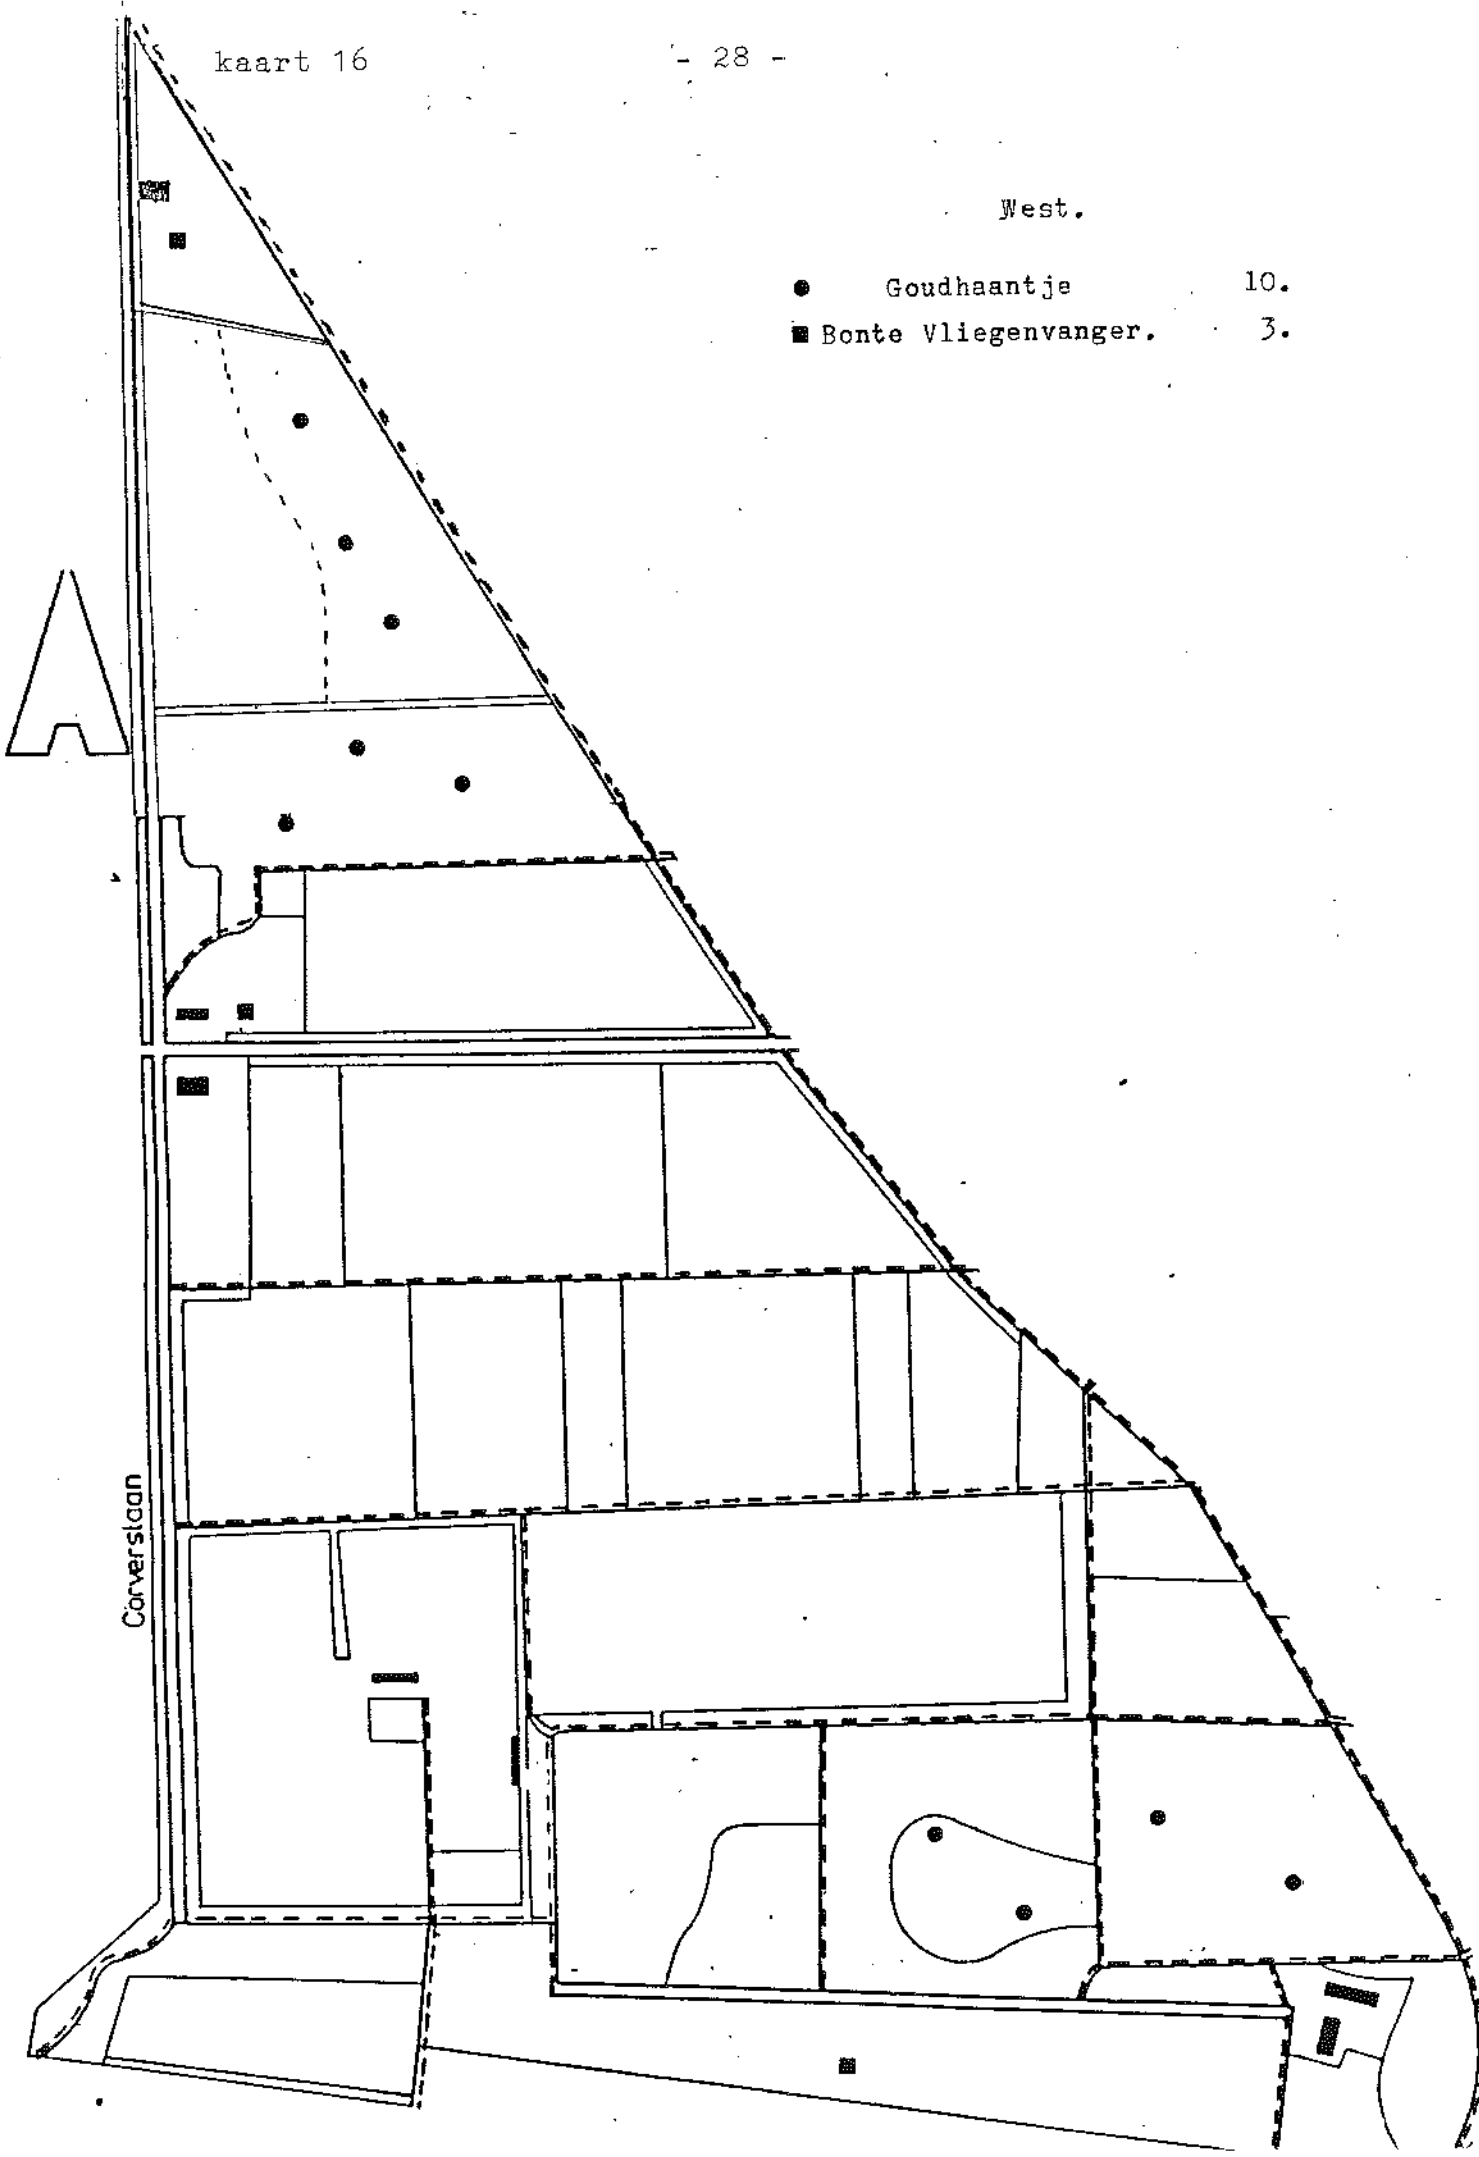 kaart 16
- 28 -
West.
● Goudhaantje 10.
■ Bonte Vliegenvanger. 3.
Corverslaan